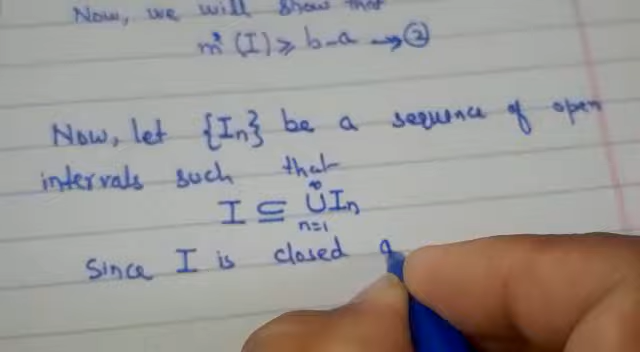 Now, we will show that
m*(I) ≥ b-a → ②
Now, let {In} be a sequence of open
intervals such that
I ⊆ ∞∪n=1 In
Since I is closed a